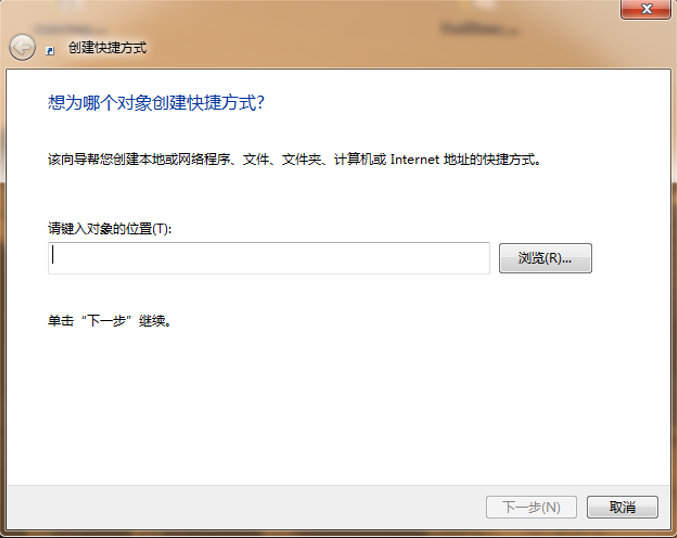 创建快捷方式
想为哪个对象创建快捷方式?
该向导帮您创建本地或网络程序、文件、文件夹、计算机或 Internet 地址的快捷方式。
请键入对象的位置(T):
浏览(R)...
单击“下一步”继续。
下一步(N)
取消